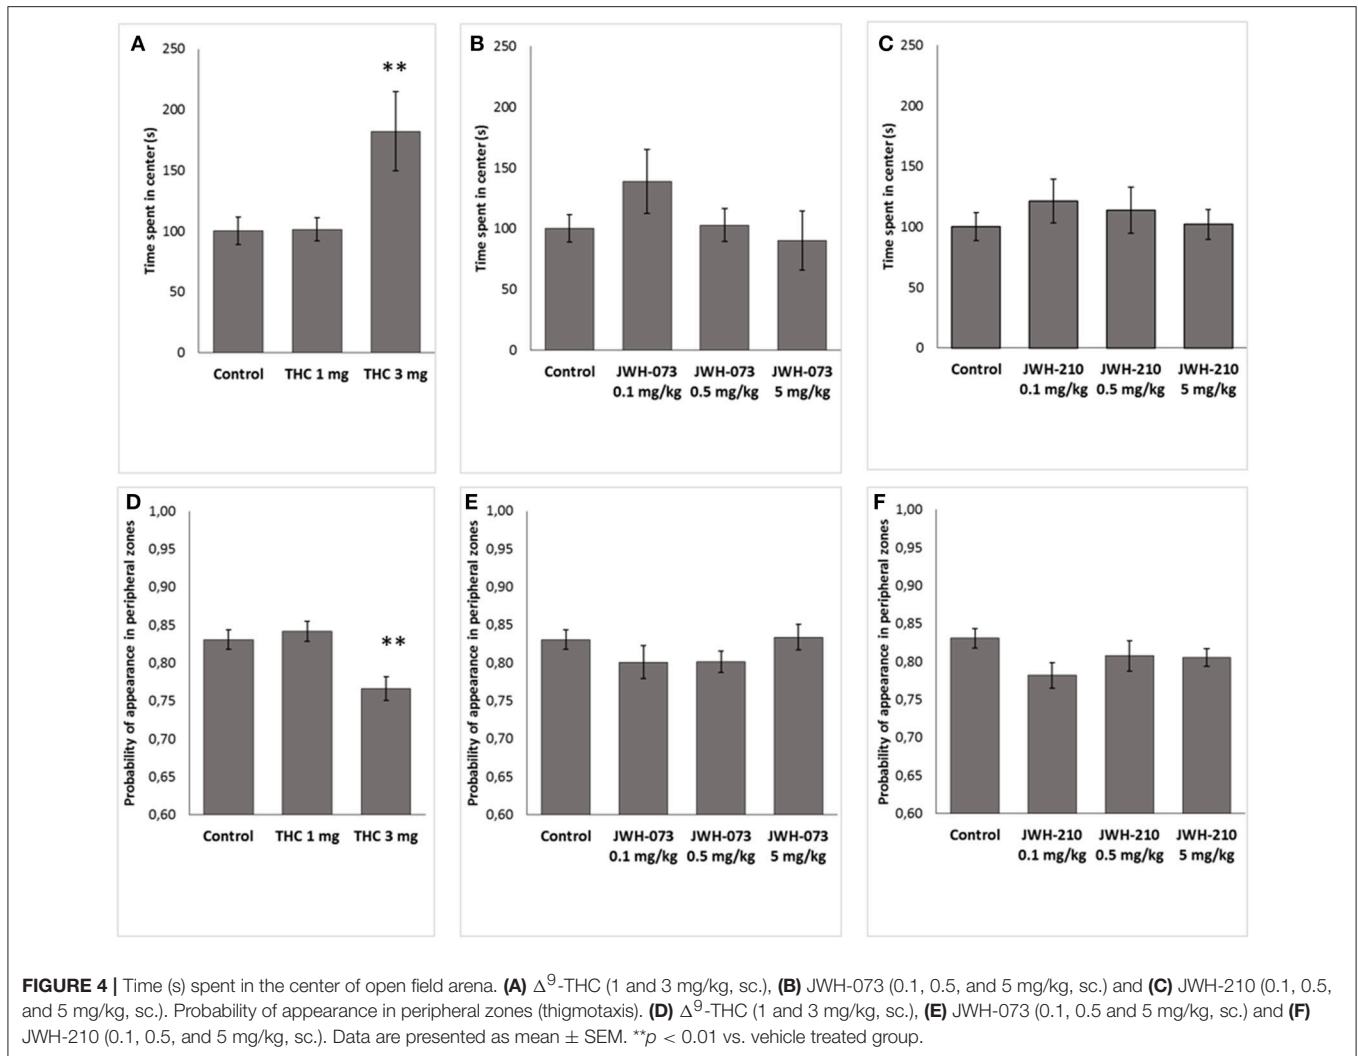 A
Time spent in center (s)
250
200
150
100
50
0
**
Control THC 1 mg THC 3 mg
B
Time spent in center (s)
250
200
150
100
50
0
Control JWH-073 JWH-073 JWH-073
0.1 mg/kg 0.5 mg/kg 5 mg/kg
C
Time spent in center (s)
250
200
150
100
50
0
Control JWH-210 JWH-210 JWH-210
0.1 mg/kg 0.5 mg/kg 5 mg/kg
D
Probability of appearance in peripheral zones
1,00
0,95
0,90
0,85
0,80
0,75
0,70
0,65
0,60
**
Control THC 1 mg THC 3 mg
E
Probability of appearance in peripheral zones
1,00
0,95
0,90
0,85
0,80
0,75
0,70
0,65
0,60
Control JWH-073 JWH-073 JWH-073
0.1 mg/kg 0.5 mg/kg 5 mg/kg
F
Probability of appearance in peripheral zones
1,00
0,95
0,90
0,85
0,80
0,75
0,70
0,65
0,60
Control JWH-210 JWH-210 JWH-210
0.1 mg/kg 0.5 mg/kg 5 mg/kg
FIGURE 4 | Time (s) spent in the center of open field arena. (A) Δ⁹-THC (1 and 3 mg/kg, sc.), (B) JWH-073 (0.1, 0.5, and 5 mg/kg, sc.) and (C) JWH-210 (0.1, 0.5,
and 5 mg/kg, sc.). Probability of appearance in peripheral zones (thigmotaxis). (D) Δ⁹-THC (1 and 3 mg/kg, sc.), (E) JWH-073 (0.1, 0.5 and 5 mg/kg, sc.) and (F)
JWH-210 (0.1, 0.5, and 5 mg/kg, sc.). Data are presented as mean ± SEM. **p < 0.01 vs. vehicle treated group.